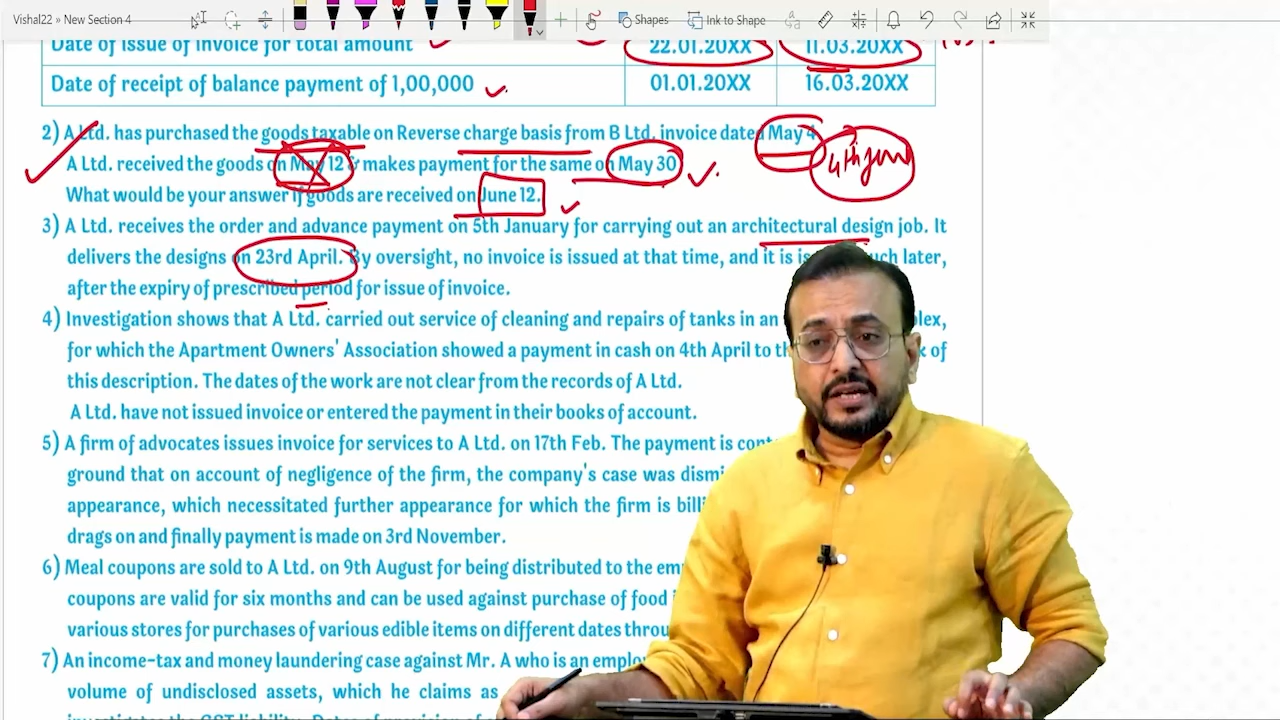 Vishal22 » New Section 4
Shapes
Ink to Shape
Date of issue of invoice for total amount 22.01.20XX 11.03.20XX
Date of receipt of balance payment of 1,00,000 01.01.20XX 16.03.20XX
2) A Ltd. has purchased the goods taxable on Reverse charge basis from B Ltd. invoice dated May 4
A Ltd. received the goods on May 12 & makes payment for the same on May 30
4th June
What would be your answer if goods are received on June 12.
3) A Ltd. receives the order and advance payment on 5th January for carrying out an architectural design job. It
delivers the designs on 23rd April. By oversight, no invoice is issued at that time, and it is later,
after the expiry of prescribed period for issue of invoice.
4) Investigation shows that A Ltd. carried out service of cleaning and repairs of tanks in an
for which the Apartment Owners' Association showed a payment in cash on 4th April to of
this description. The dates of the work are not clear from the records of A Ltd.
A Ltd. have not issued invoice or entered the payment in their books of account.
5) A firm of advocates issues invoice for services to A Ltd. on 17th Feb. The payment is
ground that on account of negligence of the firm, the company's case was
appearance, which necessitated further appearance for which the firm is
drags on and finally payment is made on 3rd November.
6) Meal coupons are sold to A Ltd. on 9th August for being distributed to the
coupons are valid for six months and can be used against purchase of food
various stores for purchases of various edible items on different dates
7) An income-tax and money laundering case against Mr. A who is an
volume of undisclosed assets, which he claims as